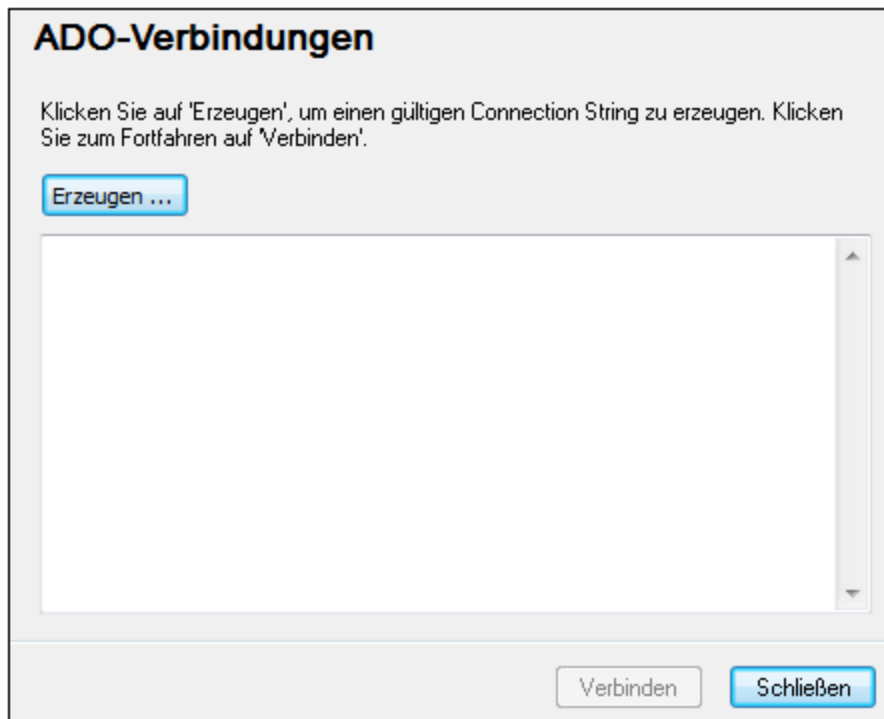 ADO-Verbindungen
Klicken Sie auf 'Erzeugen', um einen gültigen Connection String zu erzeugen. Klicken
Sie zum Fortfahren auf 'Verbinden'.
Erzeugen ...
Verbinden
Schließen